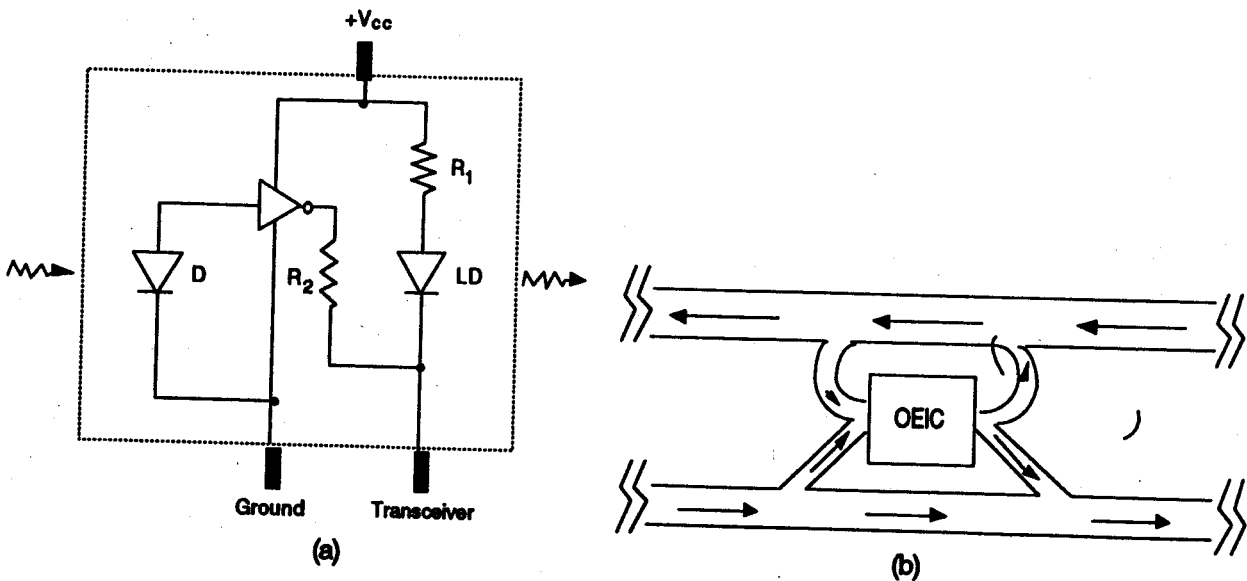 +Vcc
R1
D
R2
LD
Ground
Transceiver
(a)
OEIC
(b)